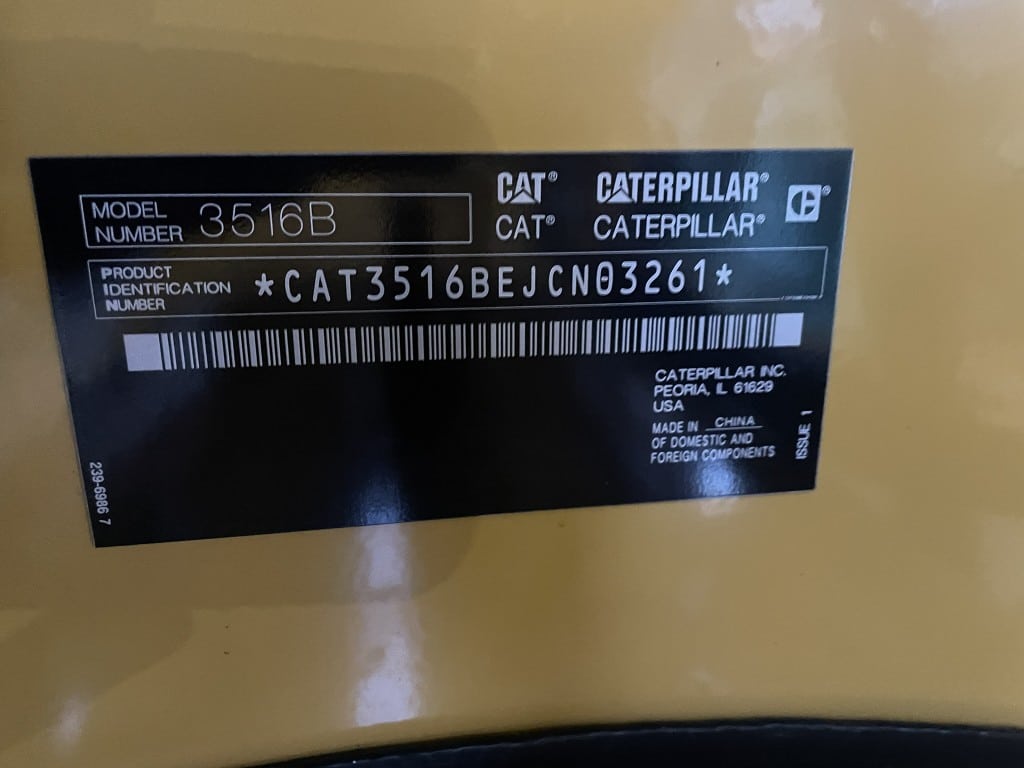 CAT® CATERPILLAR® ®
MODEL
NUMBER 3516B
CAT® CATERPILLAR®
PRODUCT
IDENTIFICATION
NUMBER *CAT3516BEJCN03261*
CATERPILLAR INC.
PEORIA, IL 61629
USA
MADE IN CHINA
OF DOMESTIC AND
FOREIGN COMPONENTS
ISSUE 1
239-6986 7